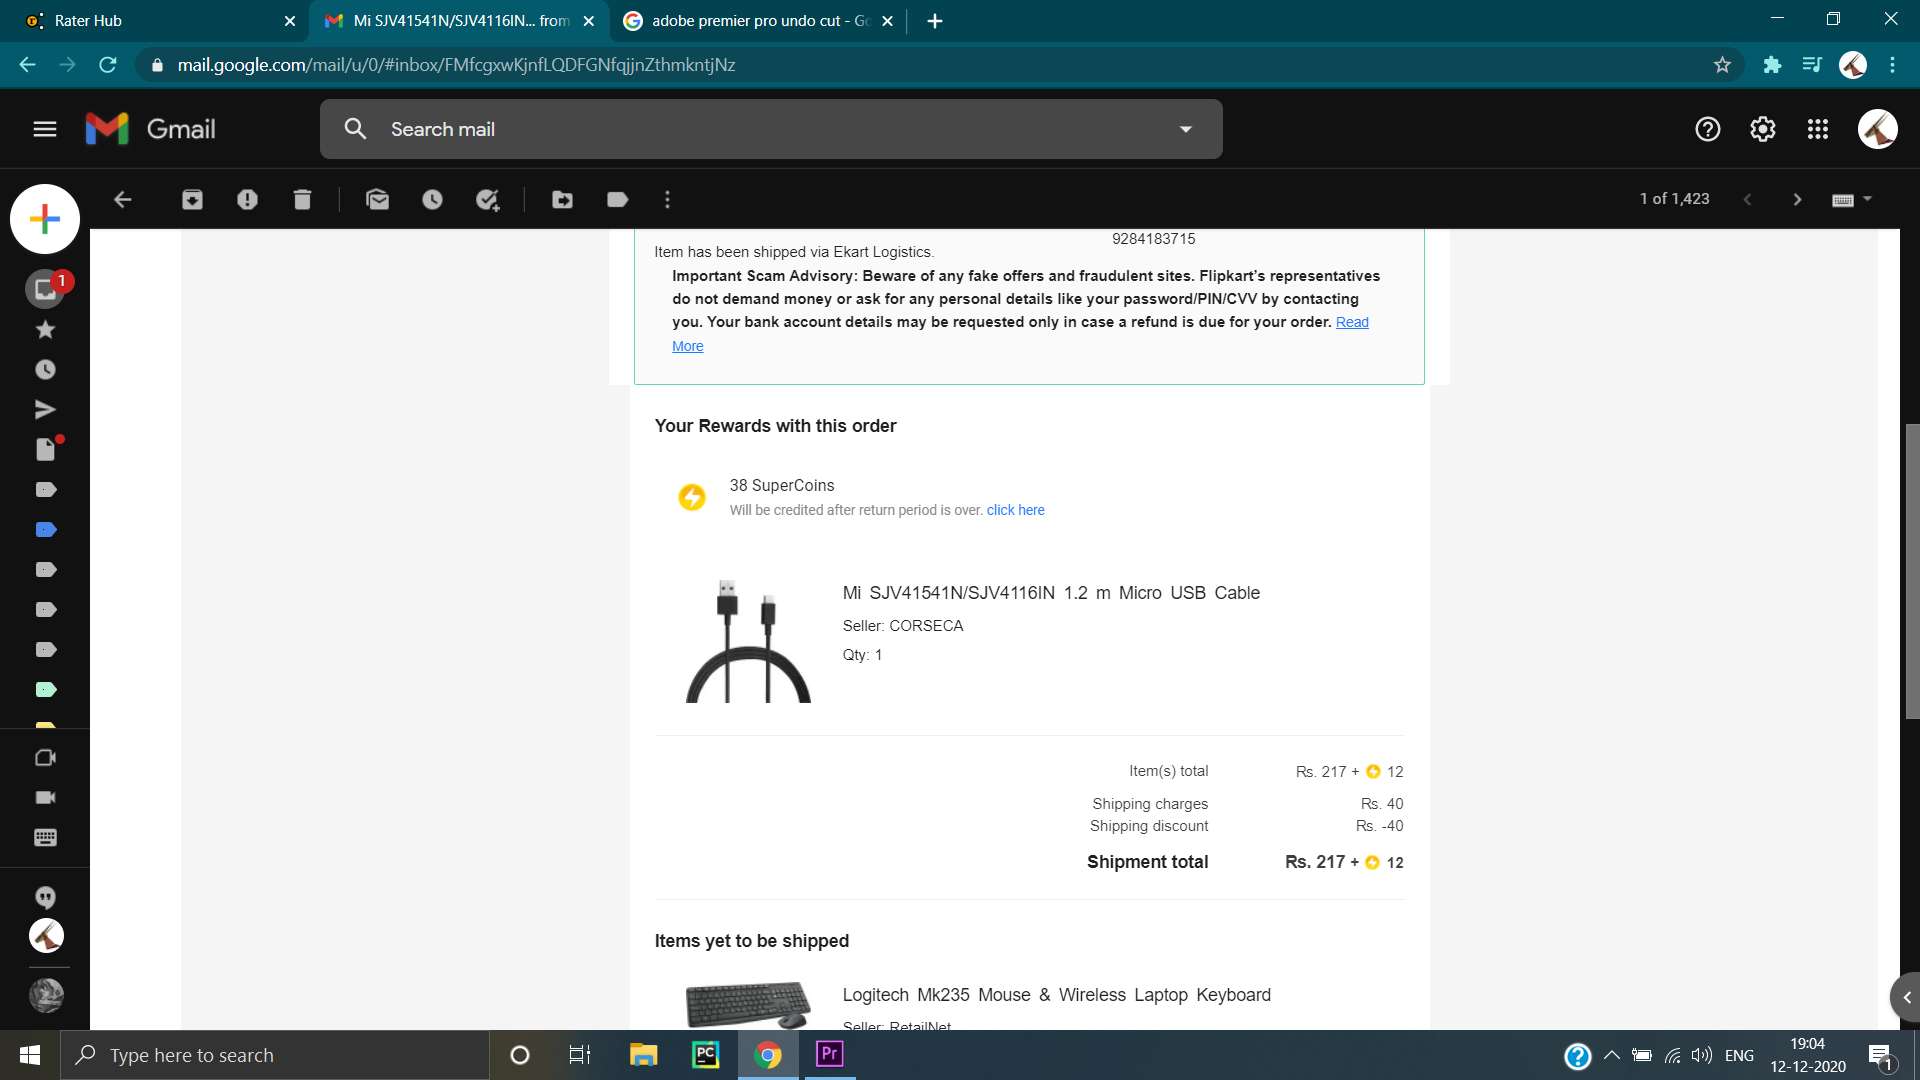 Rater Hub
Mi SJV41541N/SJV4116IN... from
adobe premier pro undo cut - Go
mail.google.com/mail/u/0/#inbox/FMfcgxwKjnfLQDFGNfqjjnZthmkntjNz
Gmail
Search mail
1 of 1,423
1
9284183715
Item has been shipped via Ekart Logistics.
Important Scam Advisory: Beware of any fake offers and fraudulent sites. Flipkart's representatives
do not demand money or ask for any personal details like your password/PIN/CVV by contacting
you. Your bank account details may be requested only in case a refund is due for your order. Read
More
Your Rewards with this order
38 SuperCoins
Will be credited after return period is over. click here
Mi SJV41541N/SJV4116IN 1.2 m Micro USB Cable
Seller: CORSECA
Qty: 1
Item(s) total Rs. 217 + 12
Shipping charges Rs. 40
Shipping discount Rs. -40
Shipment total Rs. 217 + 12
Items yet to be shipped
Logitech Mk235 Mouse & Wireless Laptop Keyboard
Seller: RetailNet
Type here to search
PC
Pr
ENG
19:04
12-12-2020
1